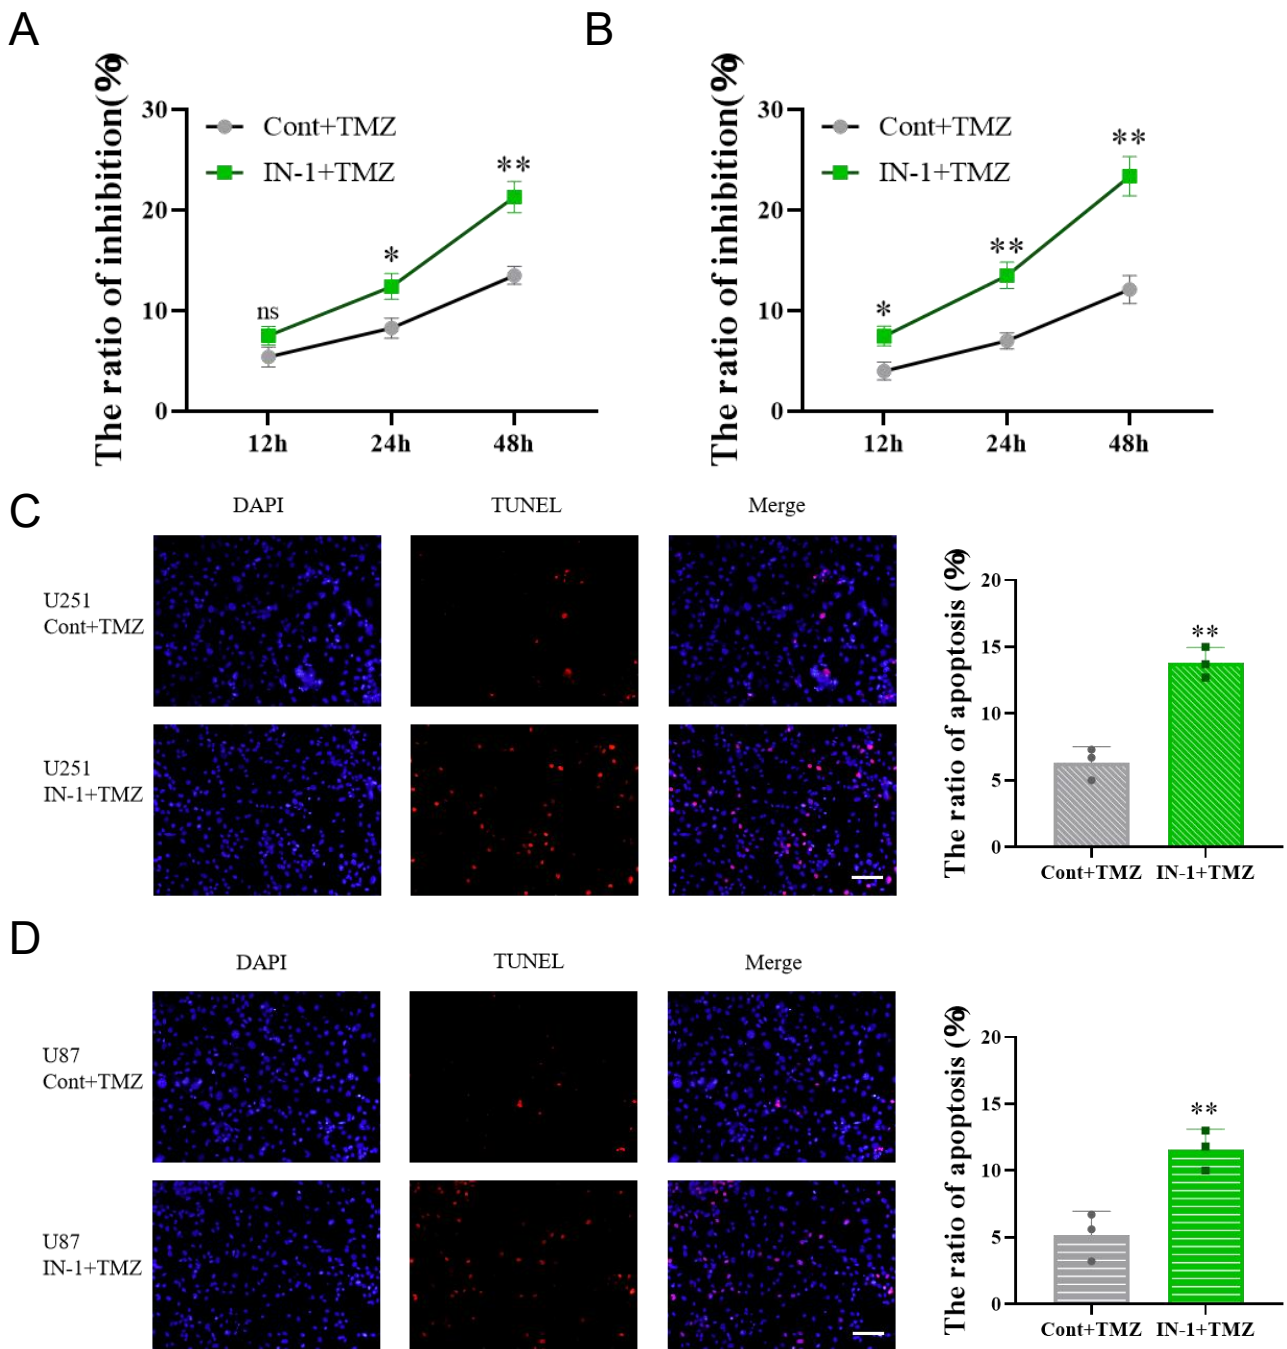 A
B
The ratio of inhibition(%)
30
20
10
0
Cont+TMZ
IN-1+TMZ
ns
*
**
12h
24h
48h
The ratio of inhibition(%)
30
20
10
0
Cont+TMZ
IN-1+TMZ
*
**
**
12h
24h
48h
C
DAPI
TUNEL
Merge
U251
Cont+TMZ
U251
IN-1+TMZ
The ratio of apoptosis (%)
20
15
10
5
0
**
Cont+TMZ
IN-1+TMZ
D
DAPI
TUNEL
Merge
U87
Cont+TMZ
U87
IN-1+TMZ
The ratio of apoptosis (%)
20
15
10
5
0
**
Cont+TMZ
IN-1+TMZ